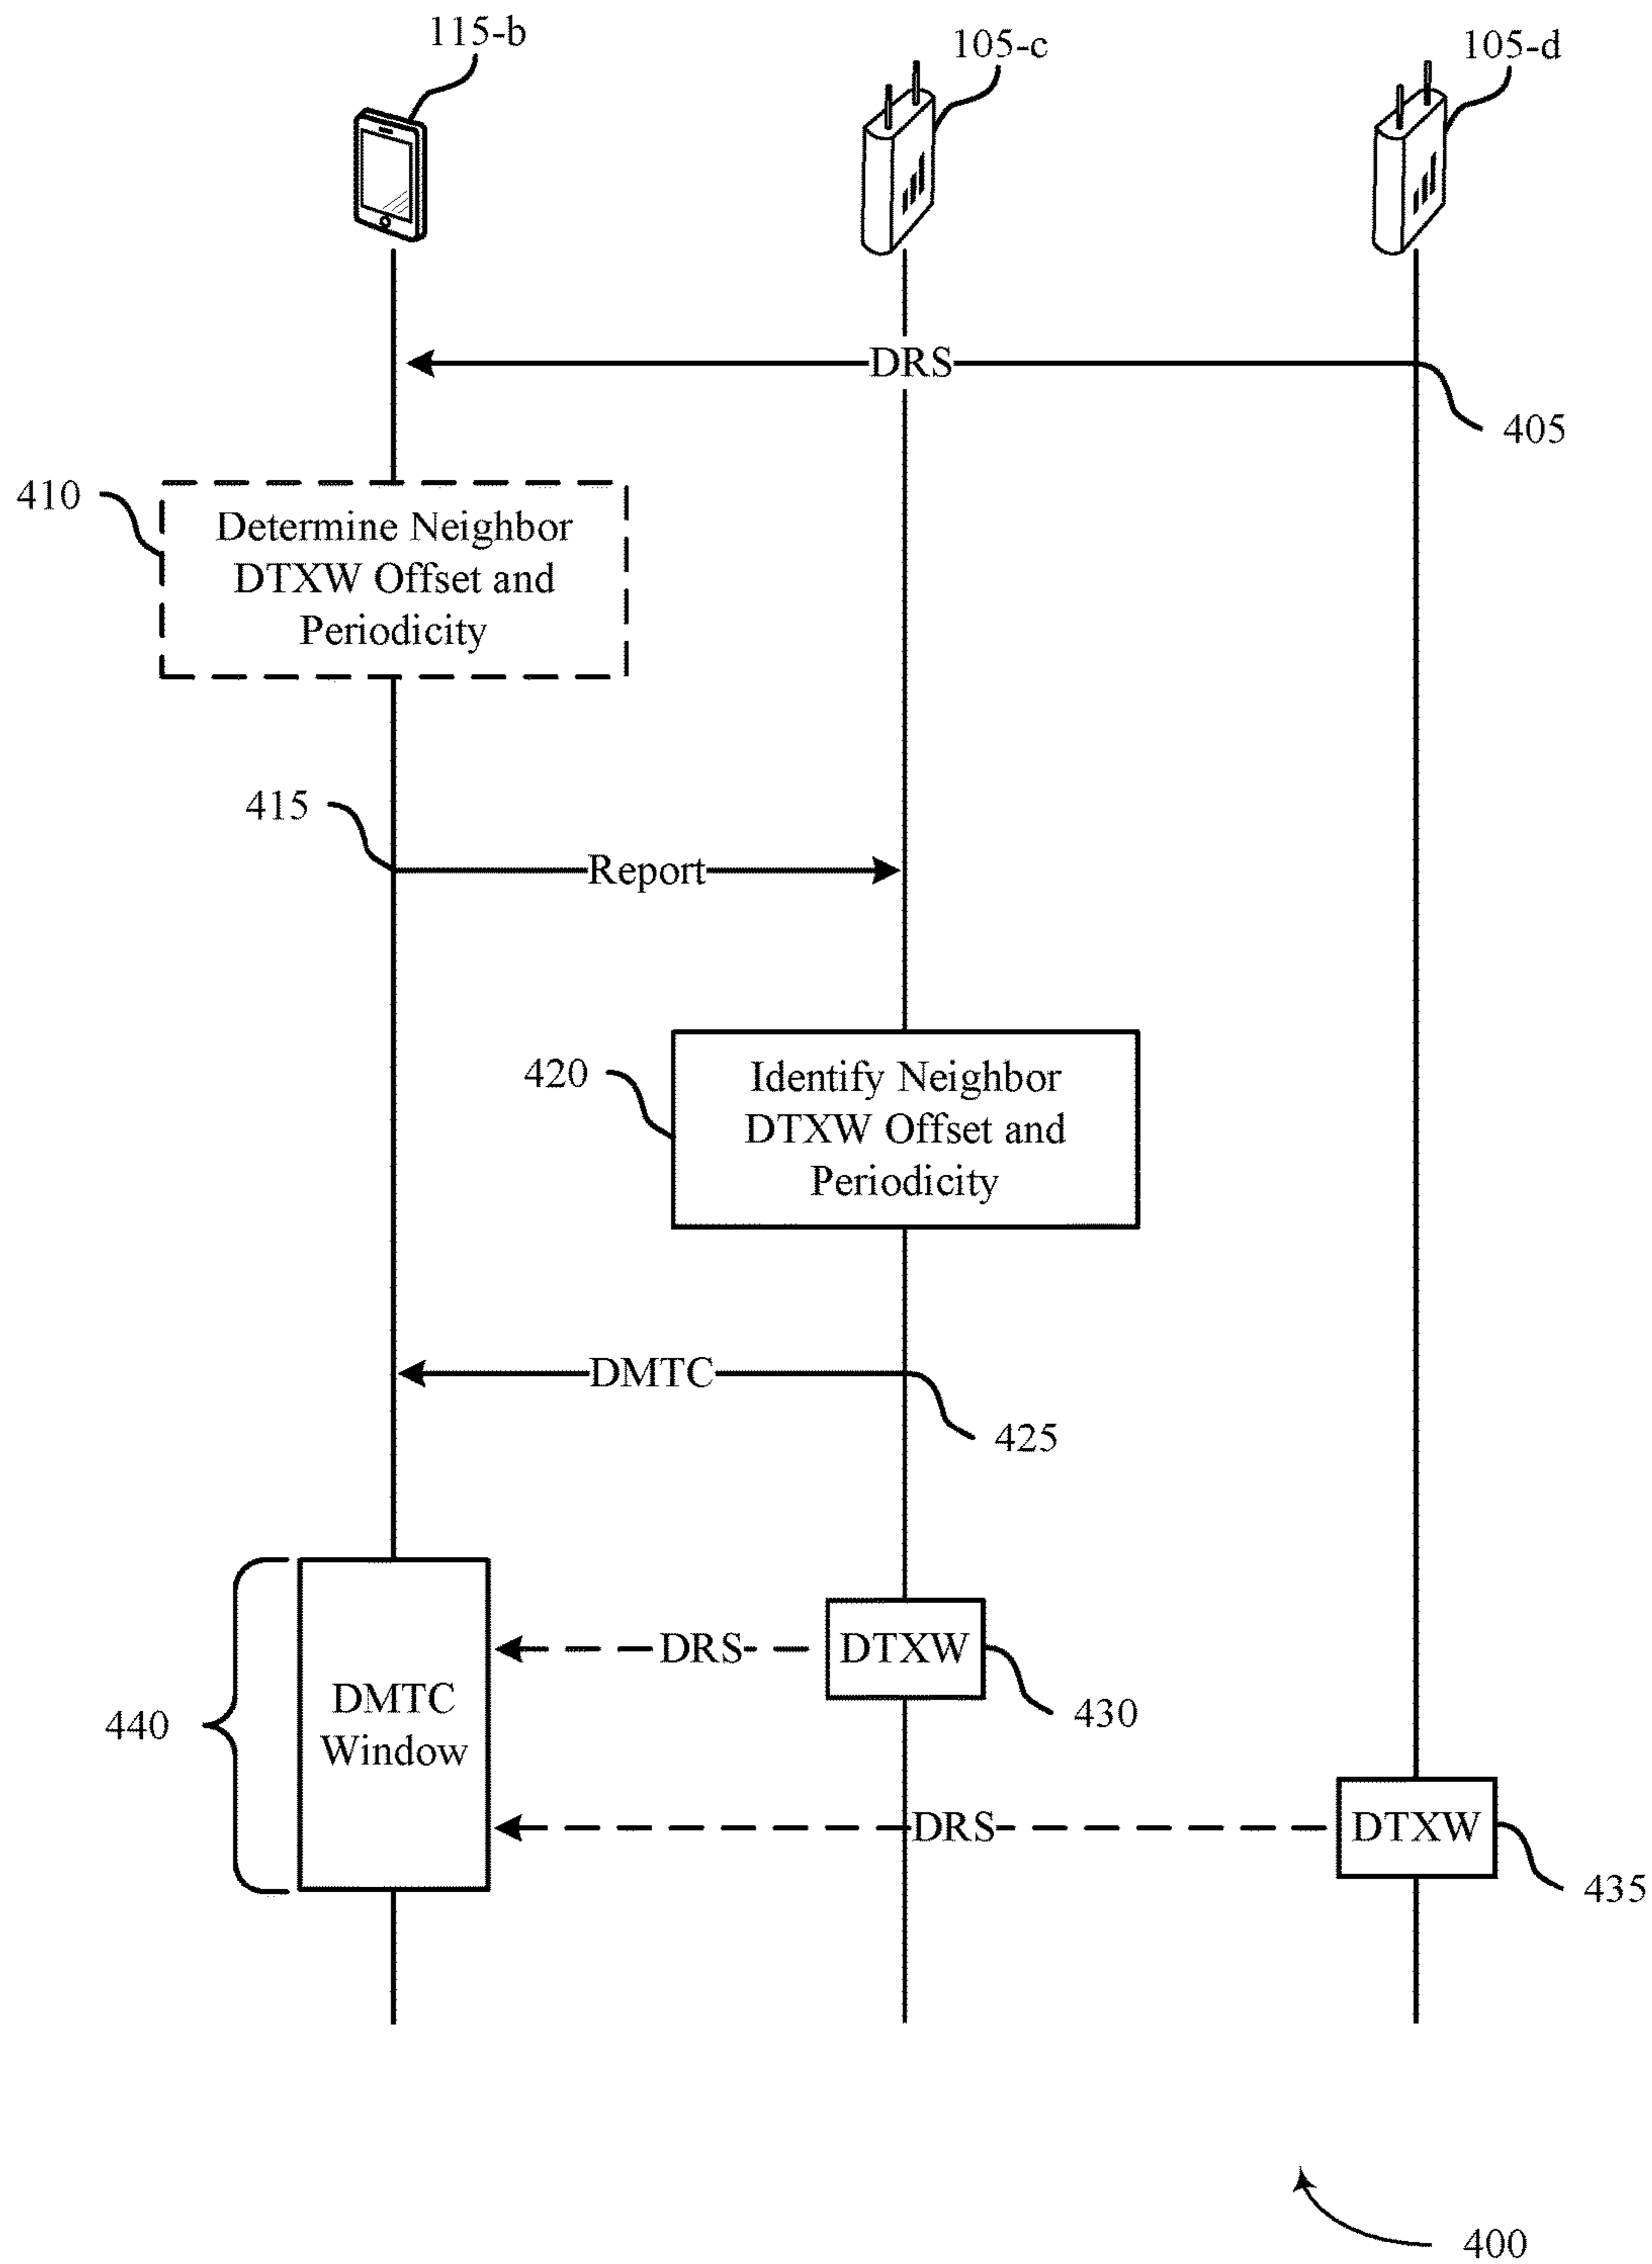 115-b
105-c
105-d
DRS
405
410
Determine Neighbor
DTXW Offset and
Periodicity
415
Report
420
Identify Neighbor
DTXW Offset and
Periodicity
DMTC
425
DRS
DTXW
430
440
DMTC
Window
DRS
DTXW
435
400